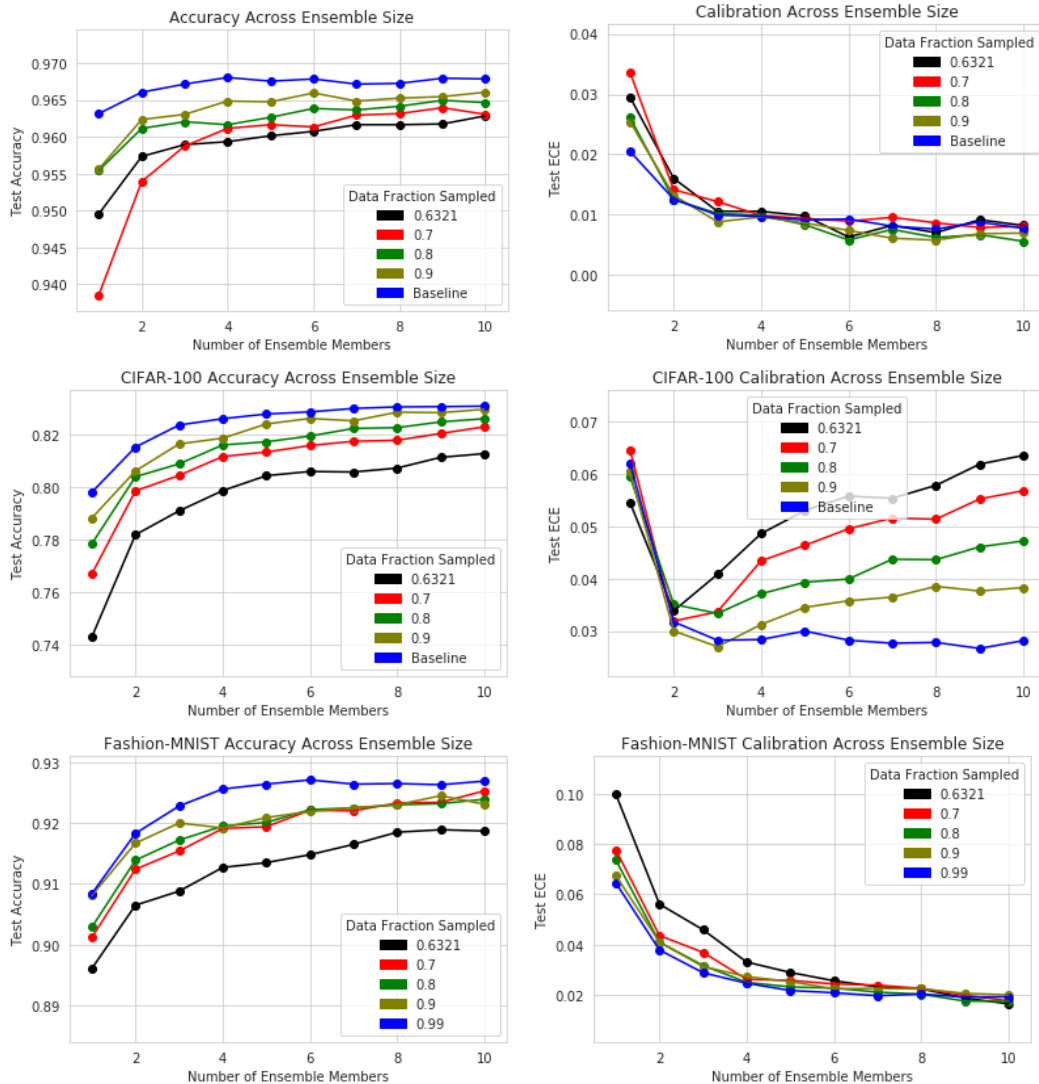 Accuracy Across Ensemble Size
0.970
0.965
0.960
0.955
0.950
0.945
0.940
Test Accuracy
Data Fraction Sampled
0.6321
0.7
0.8
0.9
Baseline
2 4 6 8 10
Number of Ensemble Members
Calibration Across Ensemble Size
0.04
0.03
0.02
0.01
0.00
Test ECE
Data Fraction Sampled
0.6321
0.7
0.8
0.9
Baseline
2 4 6 8 10
Number of Ensemble Members
CIFAR-100 Accuracy Across Ensemble Size
0.82
0.80
0.78
0.76
0.74
Test Accuracy
Data Fraction Sampled
0.6321
0.7
0.8
0.9
Baseline
2 4 6 8 10
Number of Ensemble Members
CIFAR-100 Calibration Across Ensemble Size
0.07
0.06
0.05
0.04
0.03
Test ECE
Data Fraction Sampled
0.6321
0.7
0.8
0.9
Baseline
2 4 6 8 10
Number of Ensemble Members
Fashion-MNIST Accuracy Across Ensemble Size
0.93
0.92
0.91
0.90
0.89
Test Accuracy
Data Fraction Sampled
0.6321
0.7
0.8
0.9
0.99
2 4 6 8 10
Number of Ensemble Members
Fashion-MNIST Calibration Across Ensemble Size
0.10
0.08
0.06
0.04
0.02
Test ECE
Data Fraction Sampled
0.6321
0.7
0.8
0.9
0.99
2 4 6 8 10
Number of Ensemble Members